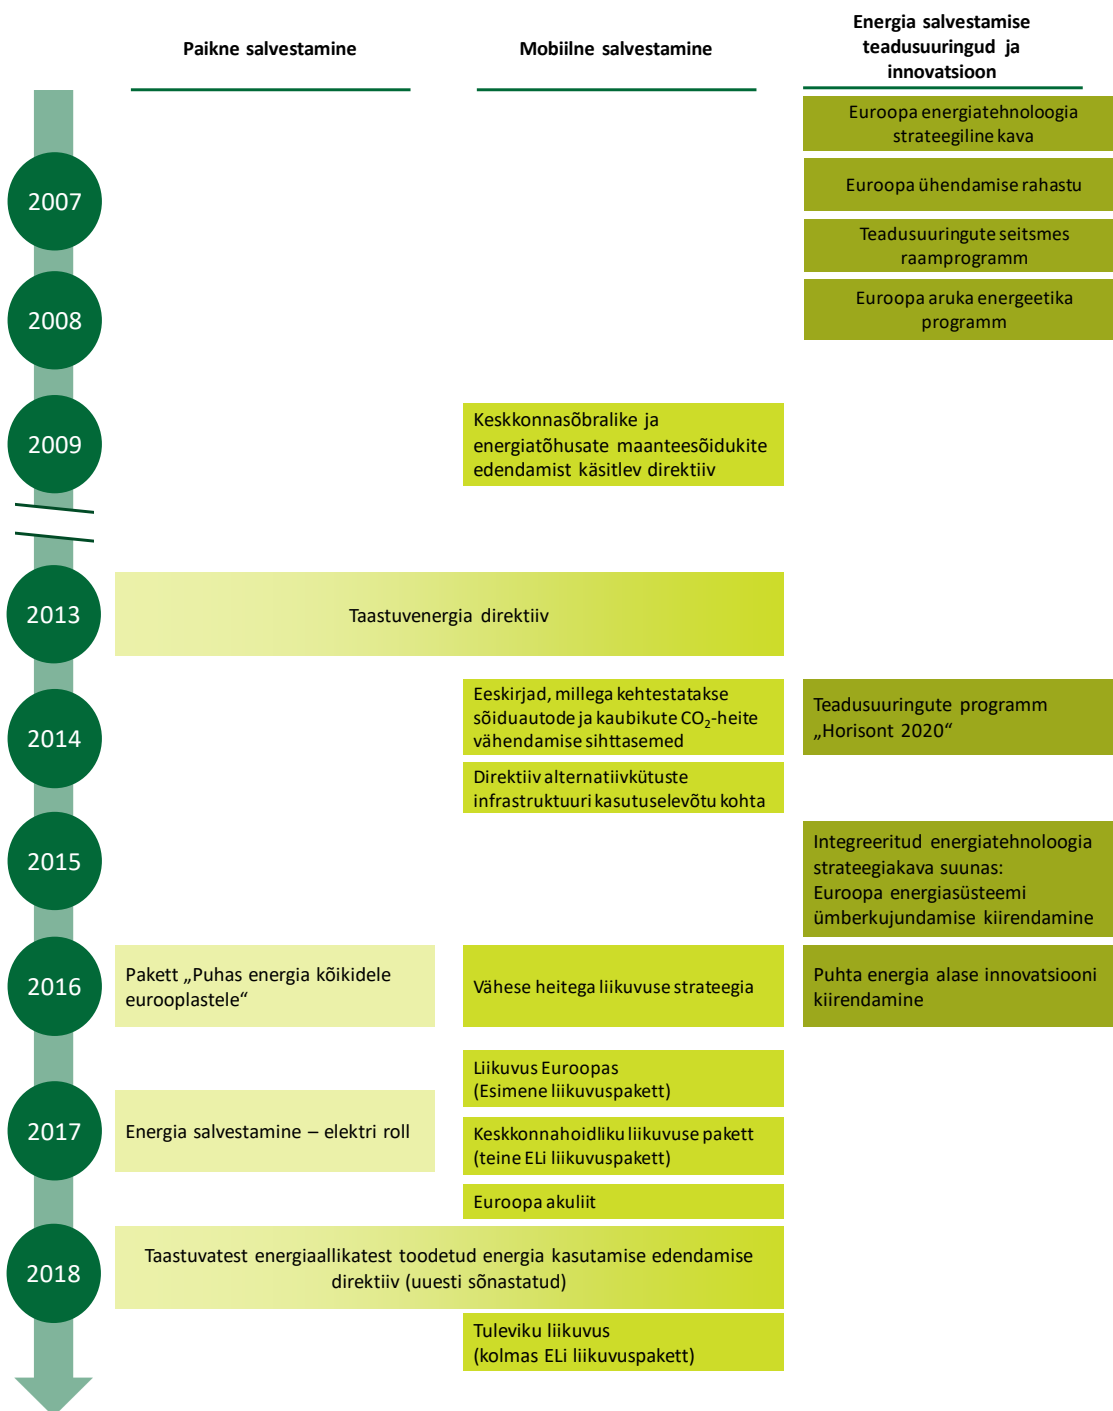 Paikne salvestamine
Mobiilne salvestamine
Energia salvestamise
teadusuuringud ja
innovatsioon
Euroopa energiatehnoloogia
strateegiline kava
2007
Euroopa ühendamise rahastu
Teadusuuringute seitsmes
raamprogramm
2008
Euroopa aruka energeetika
programm
2009
Keskkonnasõbralike ja
energiatõhusate maanteesõidukite
edendamist käsitlev direktiiv
2013
Taastuvenergia direktiiv
2014
Eeskirjad, millega kehtestatakse
sõiduautode ja kaubikute CO₂-heite
vähendamise sihttasemed
Teadusuuringute programm
„Horisont 2020“
Direktiiv alternatiivkütuste
infrastruktuuri kasutuselevõtu kohta
2015
Integreeritud energiatehnoloogia
strateegiakava suunas:
Euroopa energiasüsteemi
ümberkujundamise kiirendamine
2016
Pakett „Puhas energia kõikidele
eurooplastele“
Vähese heitega liikuvuse strateegia
Puhta energia alase innovatsiooni
kiirendamine
2017
Energia salvestamine – elektri roll
Liikuvus Euroopas
(Esimene liikuvuspakett)
Keskkonnahoidliku liikuvuse pakett
(teine ELi liikuvuspakett)
Euroopa akuliit
2018
Taastuvatest energiaallikatest toodetud energia kasutamise edendamise
direktiiv (uuesti sõnastatud)
Tuleviku liikuvus
(kolmas ELi liikuvuspakett)